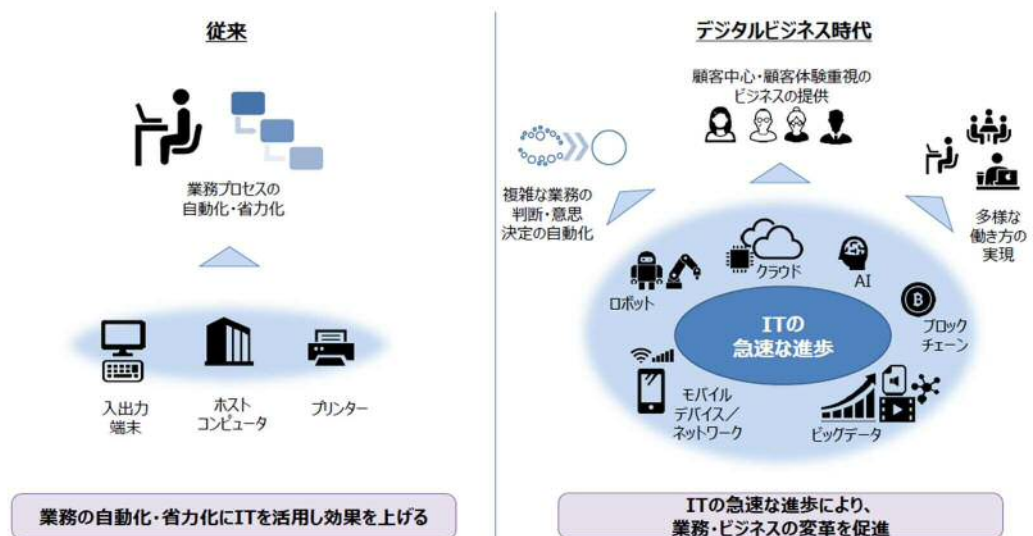 従来
業務プロセスの
自動化・省力化
入出力
端末
ホスト
コンピュータ
プリンター
業務の自動化・省力化にITを活用し効果を上げる
デジタルビジネス時代
顧客中心・顧客体験重視の
ビジネスの提供
複雑な業務の
判断・意思
決定の自動化
多様な
働き方の
実現
クラウド
AI
ロボット
B
ブロック
チェーン
ITの
急速な進歩
モバイル
デバイス／
ネットワーク
ビッグデータ
ITの急速な進歩により、
業務・ビジネスの変革を促進